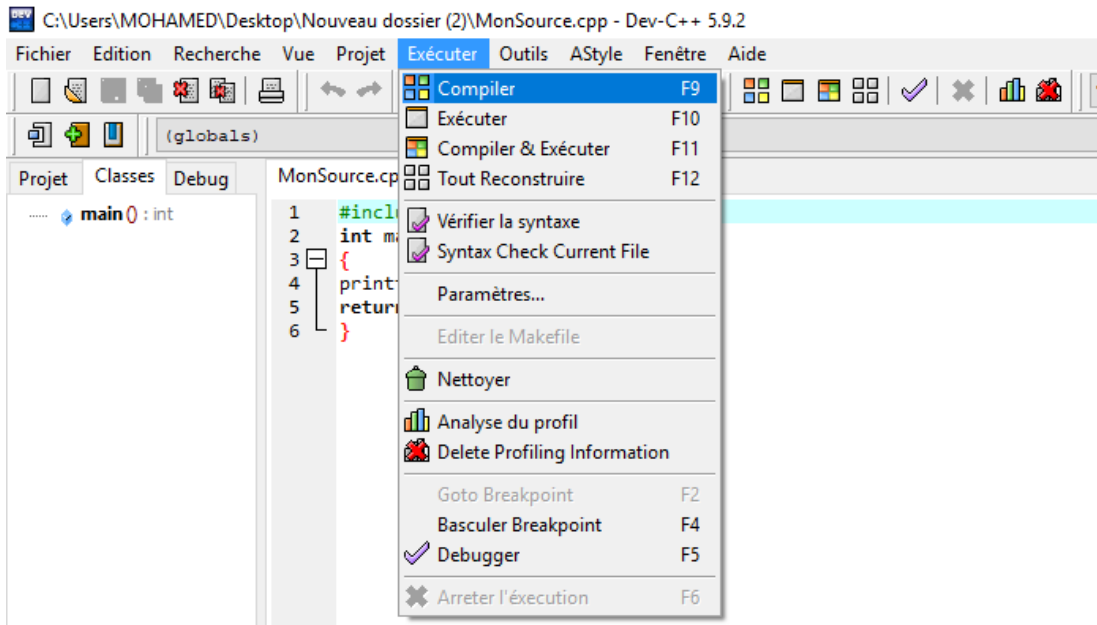 C:\Users\MOHAMED\Desktop\Nouveau dossier (2)\MonSource.cpp - Dev-C++ 5.9.2
Fichier Edition Recherche Vue Projet Exécuter Outils AStyle Fenêtre Aide
(globals)
Projet Classes Debug
main () : int
MonSource.cp
1 #inclu
2 int ma
3 {
4 print
5 return
6 }
Compiler F9
Exécuter F10
Compiler & Exécuter F11
Tout Reconstruire F12
Vérifier la syntaxe
Syntax Check Current File
Paramètres...
Editer le Makefile
Nettoyer
Analyse du profil
Delete Profiling Information
Goto Breakpoint F2
Basculer Breakpoint F4
Debugger F5
Arreter l'éxecution F6